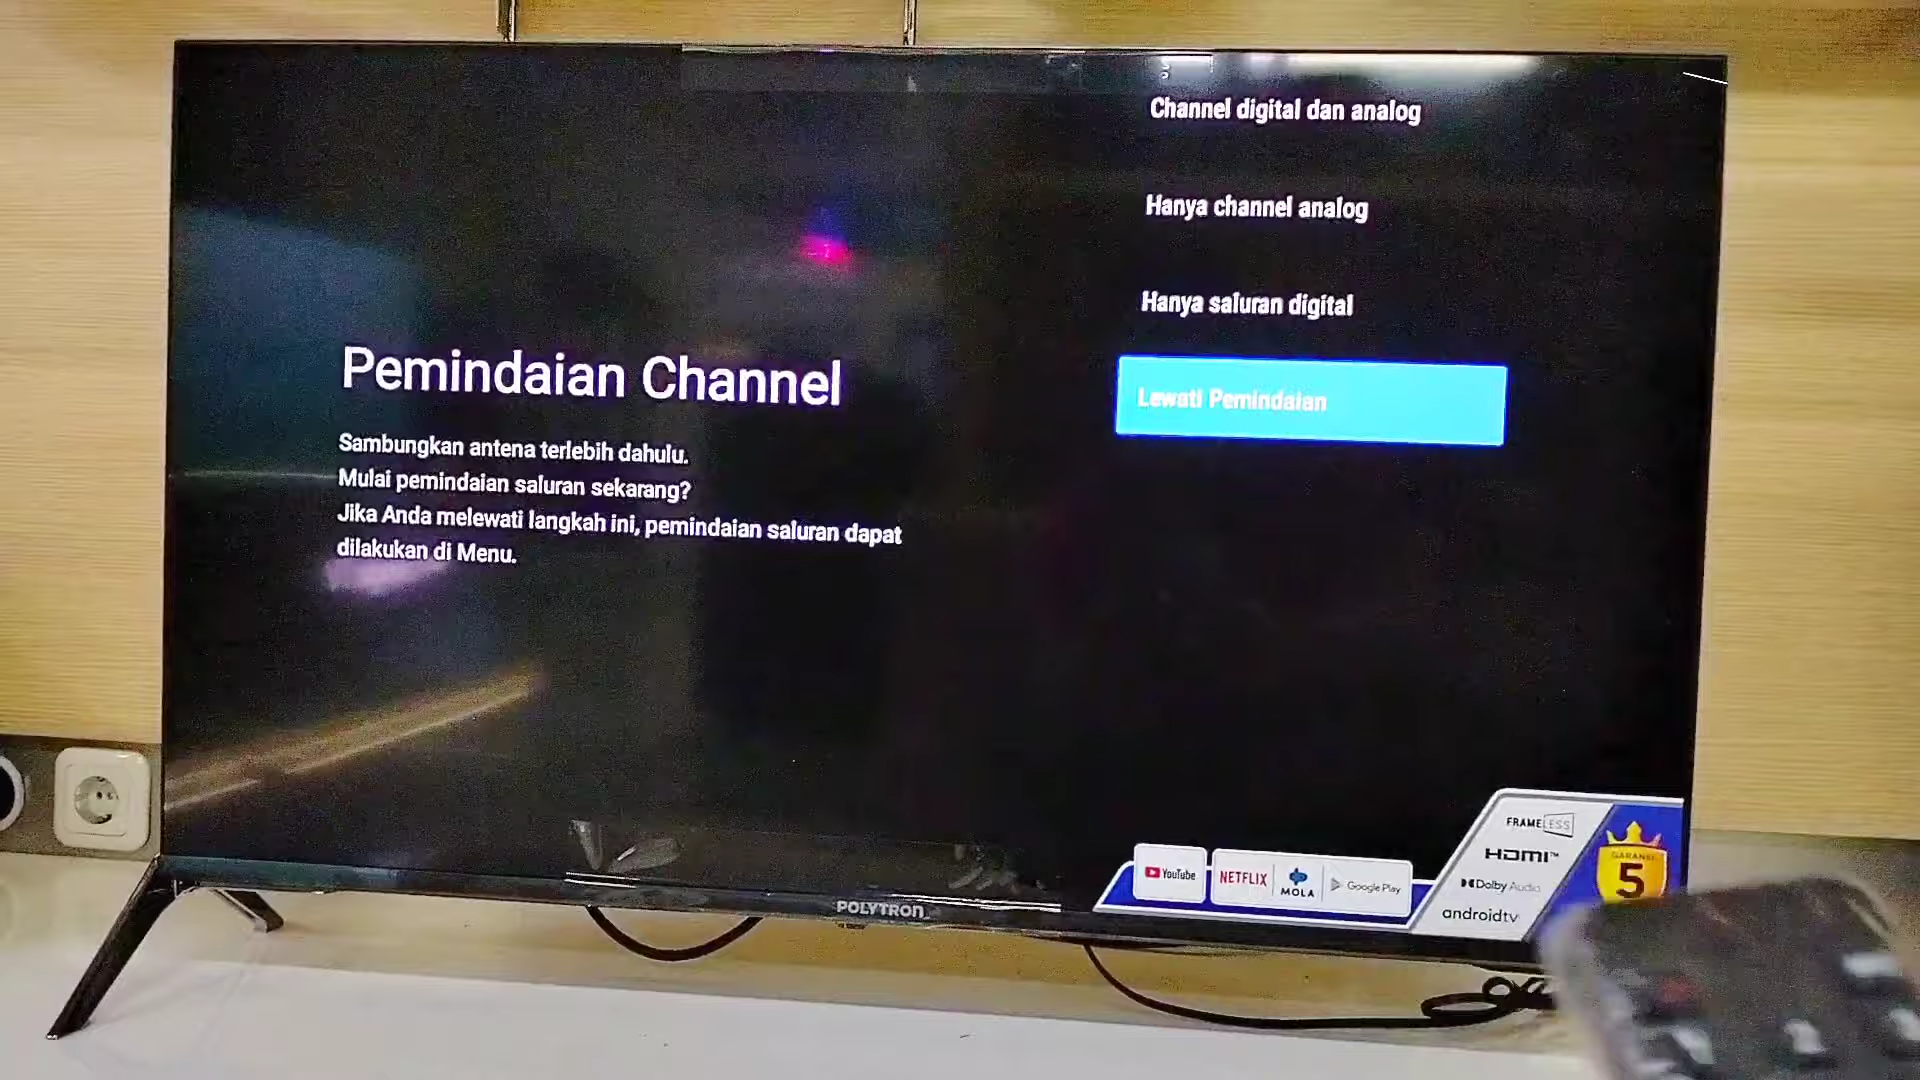 Channel digital dan analog
Hanya channel analog
Hanya saluran digital
Lewati Pemindaian
Pemindaian Channel
Sambungkan antena terlebih dahulu.
Mulai pemindaian saluran sekarang?
Jika Anda melewati langkah ini, pemindaian saluran dapat
dilakukan di Menu.
POLYTRON
YouTube
NETFLIX
MOLA
Google Play
FRAMELESS
HDMI™
Dolby Audio
androidtv
GARANSI
5